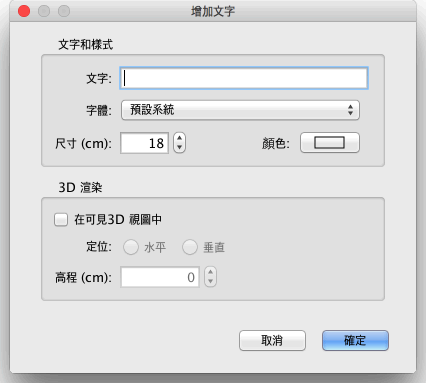 增加文字
文字和樣式
文字:
字體: 預設系統
尺寸 (cm): 18 顏色:
3D 渲染
在可見3D 視圖中
定位: 水平 垂直
高程 (cm): 0
取消 確定